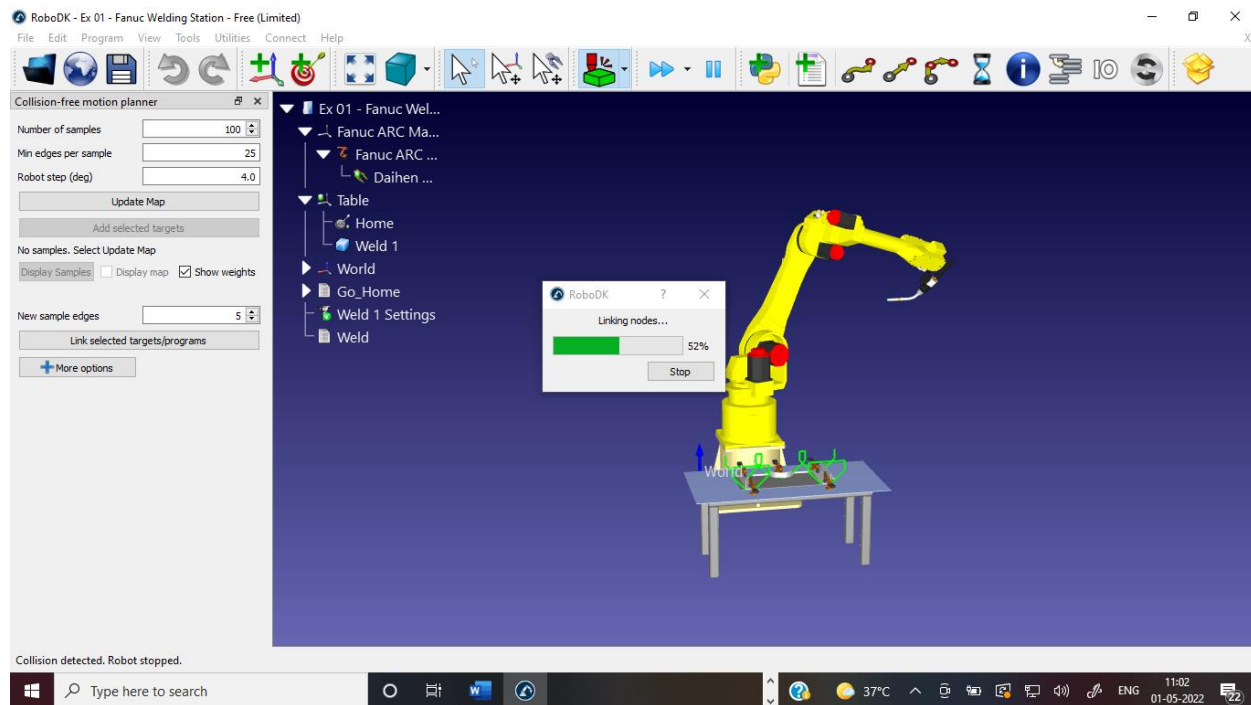 RoboDK - Ex 01 - Fanuc Welding Station - Free (Limited)
File Edit Program View Tools Utilities Connect Help
Collision-free motion planner
Number of samples 100
Min edges per sample 25
Robot step (deg) 4.0
Update Map
Add selected targets
No samples. Select Update Map
Display Samples Display map Show weights
New sample edges 5
Link selected targets/programs
More options
Ex 01 - Fanuc Wel...
Fanuc ARC Ma...
Fanuc ARC ...
Daihen ...
Table
Home
Weld 1
World
Go_Home
Weld 1 Settings
Weld
IO
RoboDK ? X
Linking nodes...
52%
Stop
World
Collision detected. Robot stopped.
Type here to search
37°C ENG
11:02
01-05-2022
22